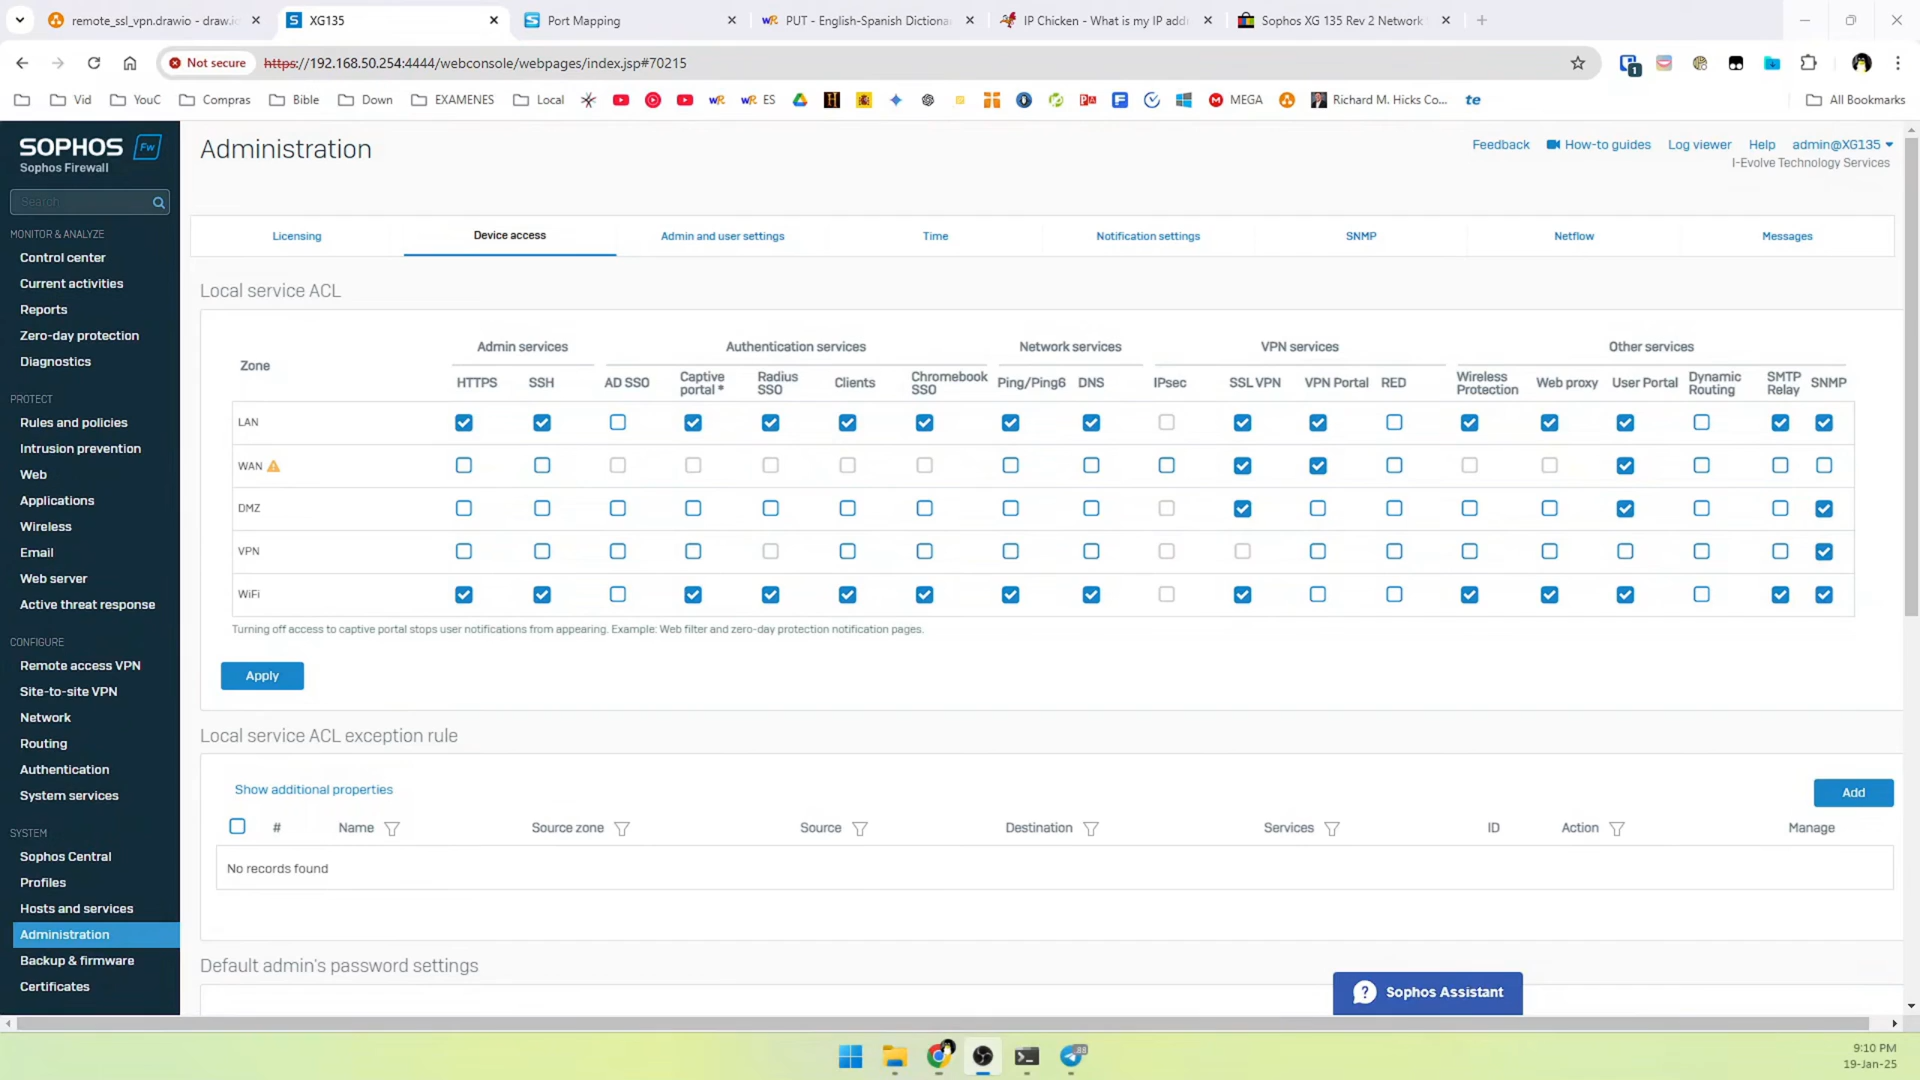 remote_ssl_vpn.drawio - draw.io
XG135
Port Mapping
PUT - English-Spanish Dictiona
IP Chicken - What is my IP add
Sophos XG 135 Rev 2 Network
Not secure
https://192.168.50.254:4444/webconsole/webpages/index.jsp#70215
1
Vid
YouC
Compras
Bible
Down
EXAMENES
Local
ES
MEGA
Richard M. Hicks Co...
te
All Bookmarks
SOPHOS Fw
Sophos Firewall
Search
MONITOR & ANALYZE
Control center
Current activities
Reports
Zero-day protection
Diagnostics
PROTECT
Rules and policies
Intrusion prevention
Web
Applications
Wireless
Email
Web server
Active threat response
CONFIGURE
Remote access VPN
Site-to-site VPN
Network
Routing
Authentication
System services
SYSTEM
Sophos Central
Profiles
Hosts and services
Administration
Backup & firmware
Certificates
Administration
Feedback How-to guides Log viewer Help admin@XG135
I-Evolve Technology Services
Licensing Device access Admin and user settings Time Notification settings SNMP Netflow Messages
Local service ACL
Zone
Admin services Authentication services Network services VPN services Other services
HTTPS SSH AD SSO Captive portal * Radius SSO Clients Chromebook SSO Ping/Ping6 DNS IPsec SSL VPN VPN Portal RED Wireless Protection Web proxy User Portal Dynamic Routing SMTP Relay SNMP
LAN
WAN
DMZ
VPN
WiFi
Turning off access to captive portal stops user notifications from appearing. Example: Web filter and zero-day protection notification pages.
Apply
Local service ACL exception rule
Show additional properties
Add
# Name Source zone Source Destination Services ID Action Manage
No records found
Default admin's password settings
Sophos Assistant
88
9:10 PM
19-Jan-25